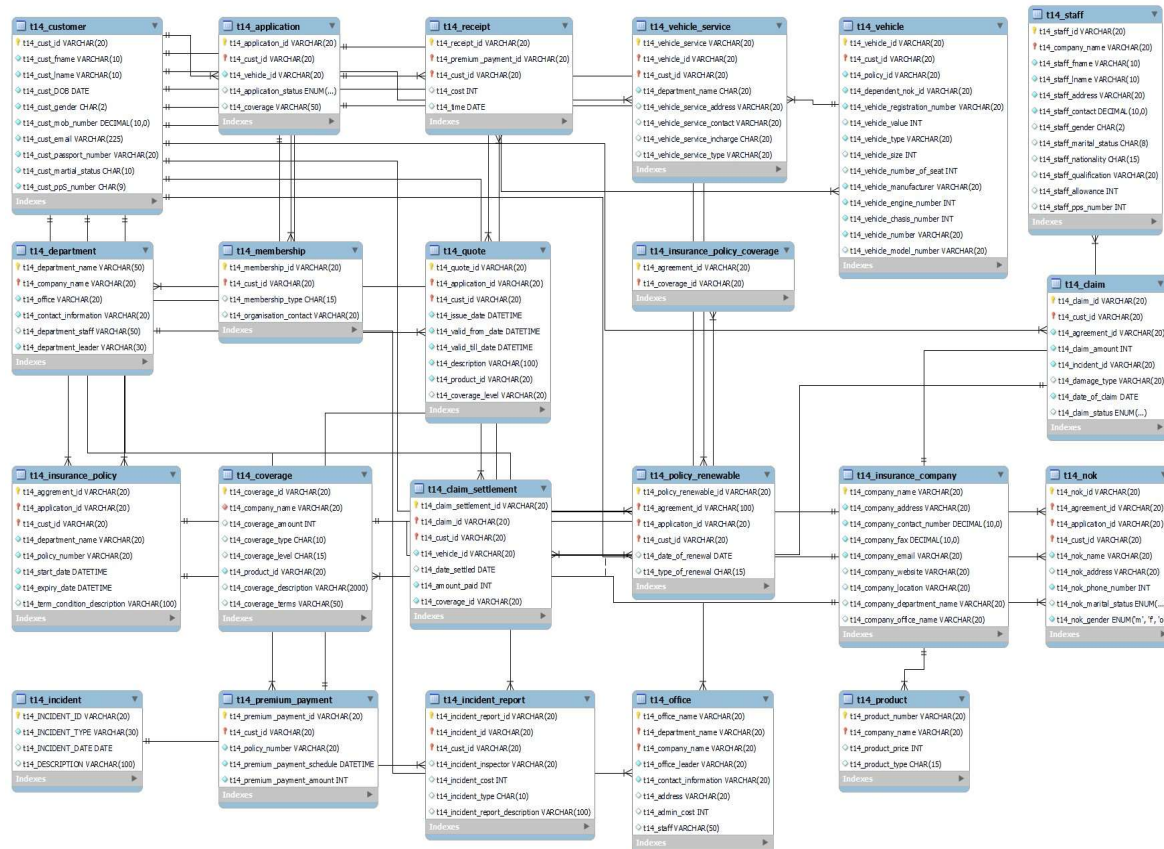 t14_customer
t14_cust_id VARCHAR(20)
t14_cust_fname VARCHAR(10)
t14_cust_lname VARCHAR(10)
t14_cust_DOB DATE
t14_cust_gender CHAR(2)
t14_cust_mob_number DECIMAL(10,0)
t14_cust_email VARCHAR(225)
t14_cust_passport_number VARCHAR(20)
t14_cust_martial_status CHAR(10)
t14_cust_ppS_number CHAR(9)
Indexes
t14_application
t14_application_id VARCHAR(20)
t14_cust_id VARCHAR(20)
t14_vehicle_id VARCHAR(20)
t14_application_status ENUM(...)
t14_coverage VARCHAR(50)
Indexes
t14_receipt
t14_receipt_id VARCHAR(20)
t14_premium_payment_id VARCHAR(20)
t14_cust_id VARCHAR(20)
t14_cost INT
t14_time DATE
Indexes
t14_vehicle_service
t14_vehicle_service_id VARCHAR(20)
t14_vehicle_id VARCHAR(20)
t14_cust_id VARCHAR(20)
t14_department_name CHAR(20)
t14_vehicle_service_address VARCHAR(20)
t14_vehicle_service_contact VARCHAR(20)
t14_vehicle_service_incharge CHAR(20)
t14_vehicle_service_type VARCHAR(20)
Indexes
t14_vehicle
t14_vehicle_id VARCHAR(20)
t14_cust_id VARCHAR(20)
t14_policy_id VARCHAR(20)
t14_dependent_nok_id VARCHAR(20)
t14_vehicle_registration_number VARCHAR(20)
t14_vehicle_value INT
t14_vehicle_type VARCHAR(20)
t14_vehicle_size INT
t14_vehicle_number_of_seat INT
t14_vehicle_manufacturer VARCHAR(20)
t14_vehicle_engine_number INT
t14_vehicle_chasis_number INT
t14_vehicle_number VARCHAR(20)
t14_vehicle_model_number VARCHAR(20)
Indexes
t14_staff
t14_staff_id VARCHAR(20)
t14_company_name VARCHAR(20)
t14_staff_fname VARCHAR(10)
t14_staff_lname VARCHAR(10)
t14_staff_address VARCHAR(20)
t14_staff_contact DECIMAL(10,0)
t14_staff_gender CHAR(2)
t14_staff_marital_status CHAR(8)
t14_staff_nationality CHAR(15)
t14_staff_qualification VARCHAR(20)
t14_staff_allowance INT
t14_staff_pps_number INT
Indexes
t14_department
t14_department_name VARCHAR(50)
t14_company_name VARCHAR(20)
t14_office VARCHAR(20)
t14_contact_information VARCHAR(20)
t14_department_staff VARCHAR(50)
t14_department_leader VARCHAR(30)
Indexes
t14_membership
t14_membership_id VARCHAR(20)
t14_cust_id VARCHAR(20)
t14_membership_type CHAR(15)
t14_organisation_contact VARCHAR(20)
Indexes
t14_quote
t14_quote_id VARCHAR(20)
t14_application_id VARCHAR(20)
t14_cust_id VARCHAR(20)
t14_issue_date DATETIME
t14_valid_from_date DATETIME
t14_valid_till_date DATETIME
t14_description VARCHAR(100)
t14_product_id VARCHAR(20)
t14_coverage_level VARCHAR(20)
Indexes
t14_insurance_policy_coverage
t14_agreement_id VARCHAR(20)
t14_coverage_id VARCHAR(20)
Indexes
t14_claim
t14_claim_id VARCHAR(20)
t14_cust_id VARCHAR(20)
t14_agreement_id VARCHAR(20)
t14_claim_amount INT
t14_incident_id VARCHAR(20)
t14_damage_type VARCHAR(20)
t14_date_of_claim DATE
t14_claim_status ENUM(...)
Indexes
t14_insurance_policy
t14_aggrement_id VARCHAR(20)
t14_application_id VARCHAR(20)
t14_cust_id VARCHAR(20)
t14_department_name VARCHAR(20)
t14_policy_number VARCHAR(20)
t14_start_date DATETIME
t14_expiry_date DATETIME
t14_term_condition_description VARCHAR(100)
Indexes
t14_coverage
t14_coverage_id VARCHAR(20)
t14_company_name VARCHAR(20)
t14_coverage_amount INT
t14_coverage_type CHAR(10)
t14_coverage_level CHAR(15)
t14_product_id VARCHAR(20)
t14_coverage_description VARCHAR(2000)
t14_coverage_terms VARCHAR(50)
Indexes
t14_claim_settlement
t14_claim_settlement_id VARCHAR(20)
t14_claim_id VARCHAR(20)
t14_cust_id VARCHAR(20)
t14_vehicle_id VARCHAR(20)
t14_date_settled DATE
t14_amount_paid INT
t14_coverage_id VARCHAR(20)
Indexes
t14_policy_renewable
t14_policy_renewable_id VARCHAR(20)
t14_agreement_id VARCHAR(100)
t14_application_id VARCHAR(20)
t14_cust_id VARCHAR(20)
t14_date_of_renewal DATE
t14_type_of_renewal CHAR(15)
Indexes
t14_insurance_company
t14_company_name VARCHAR(20)
t14_company_address VARCHAR(20)
t14_company_contact_number DECIMAL(10,0)
t14_company_fax DECIMAL(10,0)
t14_company_email VARCHAR(20)
t14_company_website VARCHAR(20)
t14_company_location VARCHAR(20)
t14_company_department_name VARCHAR(20)
t14_company_office_name VARCHAR(20)
Indexes
t14_nok
t14_nok_id VARCHAR(20)
t14_agreement_id VARCHAR(20)
t14_application_id VARCHAR(20)
t14_cust_id VARCHAR(20)
t14_nok_name VARCHAR(20)
t14_nok_address VARCHAR(20)
t14_nok_phone_number INT
t14_nok_marital_status ENUM(...
t14_nok_gender ENUM('m', 'f', 'o
Indexes
t14_incident
t14_INCIDENT_ID VARCHAR(20)
t14_INCIDENT_TYPE VARCHAR(30)
t14_INCIDENT_DATE DATE
t14_DESCRIPTION VARCHAR(100)
Indexes
t14_premium_payment
t14_premium_payment_id VARCHAR(20)
t14_cust_id VARCHAR(20)
t14_policy_number VARCHAR(20)
t14_premium_payment_schedule DATETIME
t14_premium_payment_amount INT
Indexes
t14_incident_report
t14_incident_report_id VARCHAR(20)
t14_incident_id VARCHAR(20)
t14_cust_id VARCHAR(20)
t14_incident_inspector VARCHAR(20)
t14_incident_cost INT
t14_incident_type CHAR(10)
t14_incident_report_description VARCHAR(100)
Indexes
t14_office
t14_office_name VARCHAR(20)
t14_department_name VARCHAR(20)
t14_company_name VARCHAR(20)
t14_office_leader VARCHAR(20)
t14_contact_information VARCHAR(20)
t14_address VARCHAR(20)
t14_admin_cost INT
t14_staff VARCHAR(50)
Indexes
t14_product
t14_product_number VARCHAR(20)
t14_company_name VARCHAR(20)
t14_product_price INT
t14_product_type CHAR(15)
Indexes